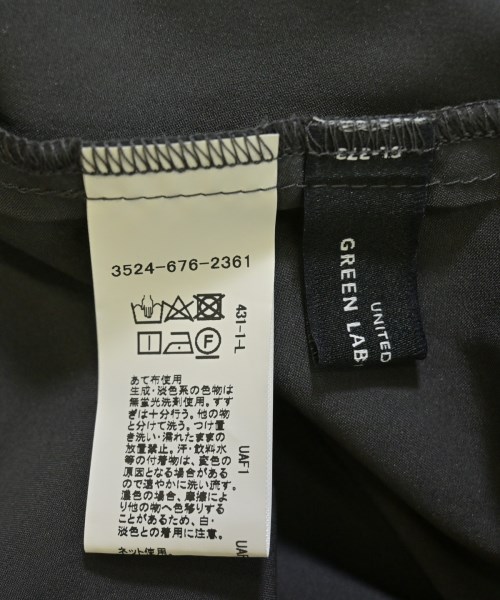 3524-676-2361
431-1-L
あて布使用
生成・淡色系の色物は
無蛍光洗剤使用。すす
ぎは十分行う。他の物
と分けて洗う。つけ置
き洗い・濡れたままの
放置禁止。汗・飲料水
等の付着物は、変色の
原因となる場合がある
ので速やかに洗い流す。
濃色の場合、摩擦によ
り他の物へ色移りする
ことがあるため、白・
淡色との着用に注意。
ネット使用。
UAF1
UNITED
GREEN LAB